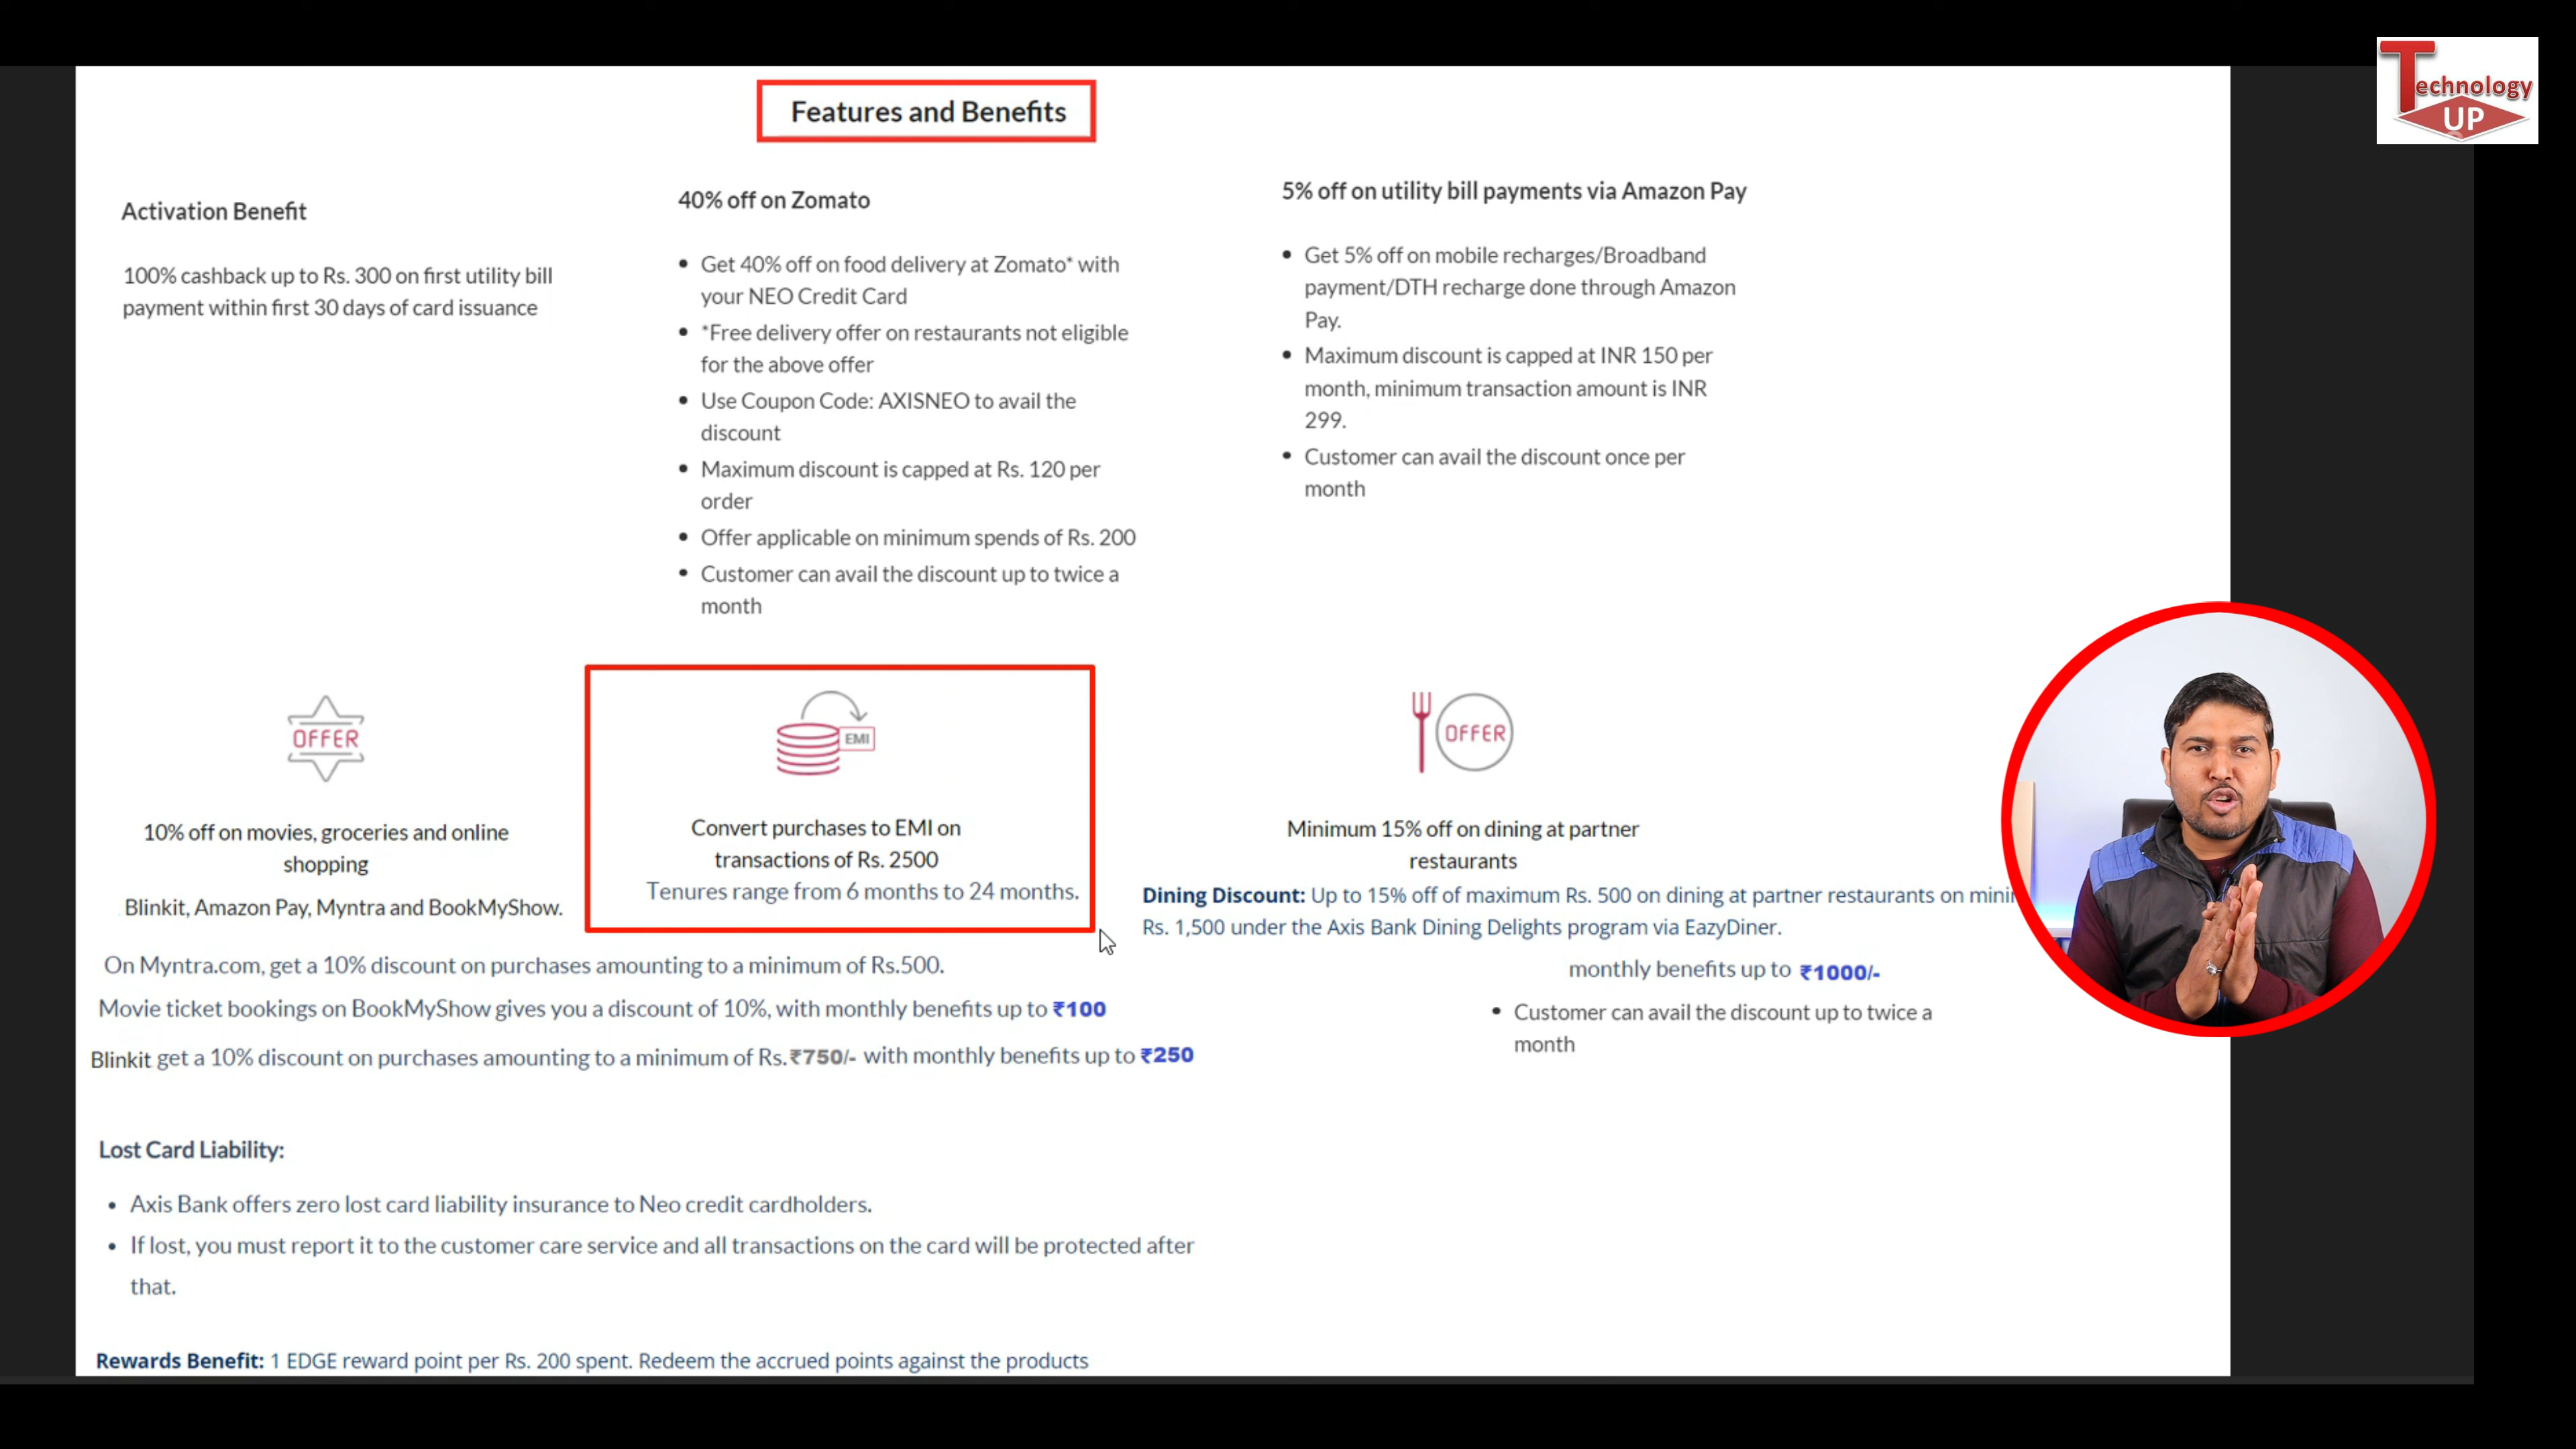 Technology
UP
Features and Benefits
Activation Benefit
100% cashback up to Rs. 300 on first utility bill
payment within first 30 days of card issuance
40% off on Zomato
• Get 40% off on food delivery at Zomato* with
your NEO Credit Card
• *Free delivery offer on restaurants not eligible
for the above offer
• Use Coupon Code: AXISNEO to avail the
discount
• Maximum discount is capped at Rs. 120 per
order
• Offer applicable on minimum spends of Rs. 200
• Customer can avail the discount up to twice a
month
5% off on utility bill payments via Amazon Pay
• Get 5% off on mobile recharges/Broadband
payment/DTH recharge done through Amazon
Pay.
• Maximum discount is capped at INR 150 per
month, minimum transaction amount is INR
299.
• Customer can avail the discount once per
month
OFFER
10% off on movies, groceries and online
shopping
Blinkit, Amazon Pay, Myntra and BookMyShow.
EMI
Convert purchases to EMI on
transactions of Rs. 2500
Tenures range from 6 months to 24 months.
OFFER
Minimum 15% off on dining at partner
restaurants
Dining Discount: Up to 15% off of maximum Rs. 500 on dining at partner restaurants on
Rs. 1,500 under the Axis Bank Dining Delights program via EazyDiner.
monthly benefits up to ₹1000/-
• Customer can avail the discount up to twice a
month
On Myntra.com, get a 10% discount on purchases amounting to a minimum of Rs.500.
Movie ticket bookings on BookMyShow gives you a discount of 10%, with monthly benefits up to ₹100
Blinkit get a 10% discount on purchases amounting to a minimum of Rs. ₹750/- with monthly benefits up to ₹250
Lost Card Liability:
• Axis Bank offers zero lost card liability insurance to Neo credit cardholders.
• If lost, you must report it to the customer care service and all transactions on the card will be protected after
that.
Rewards Benefit: 1 EDGE reward point per Rs. 200 spent. Redeem the accrued points against the products